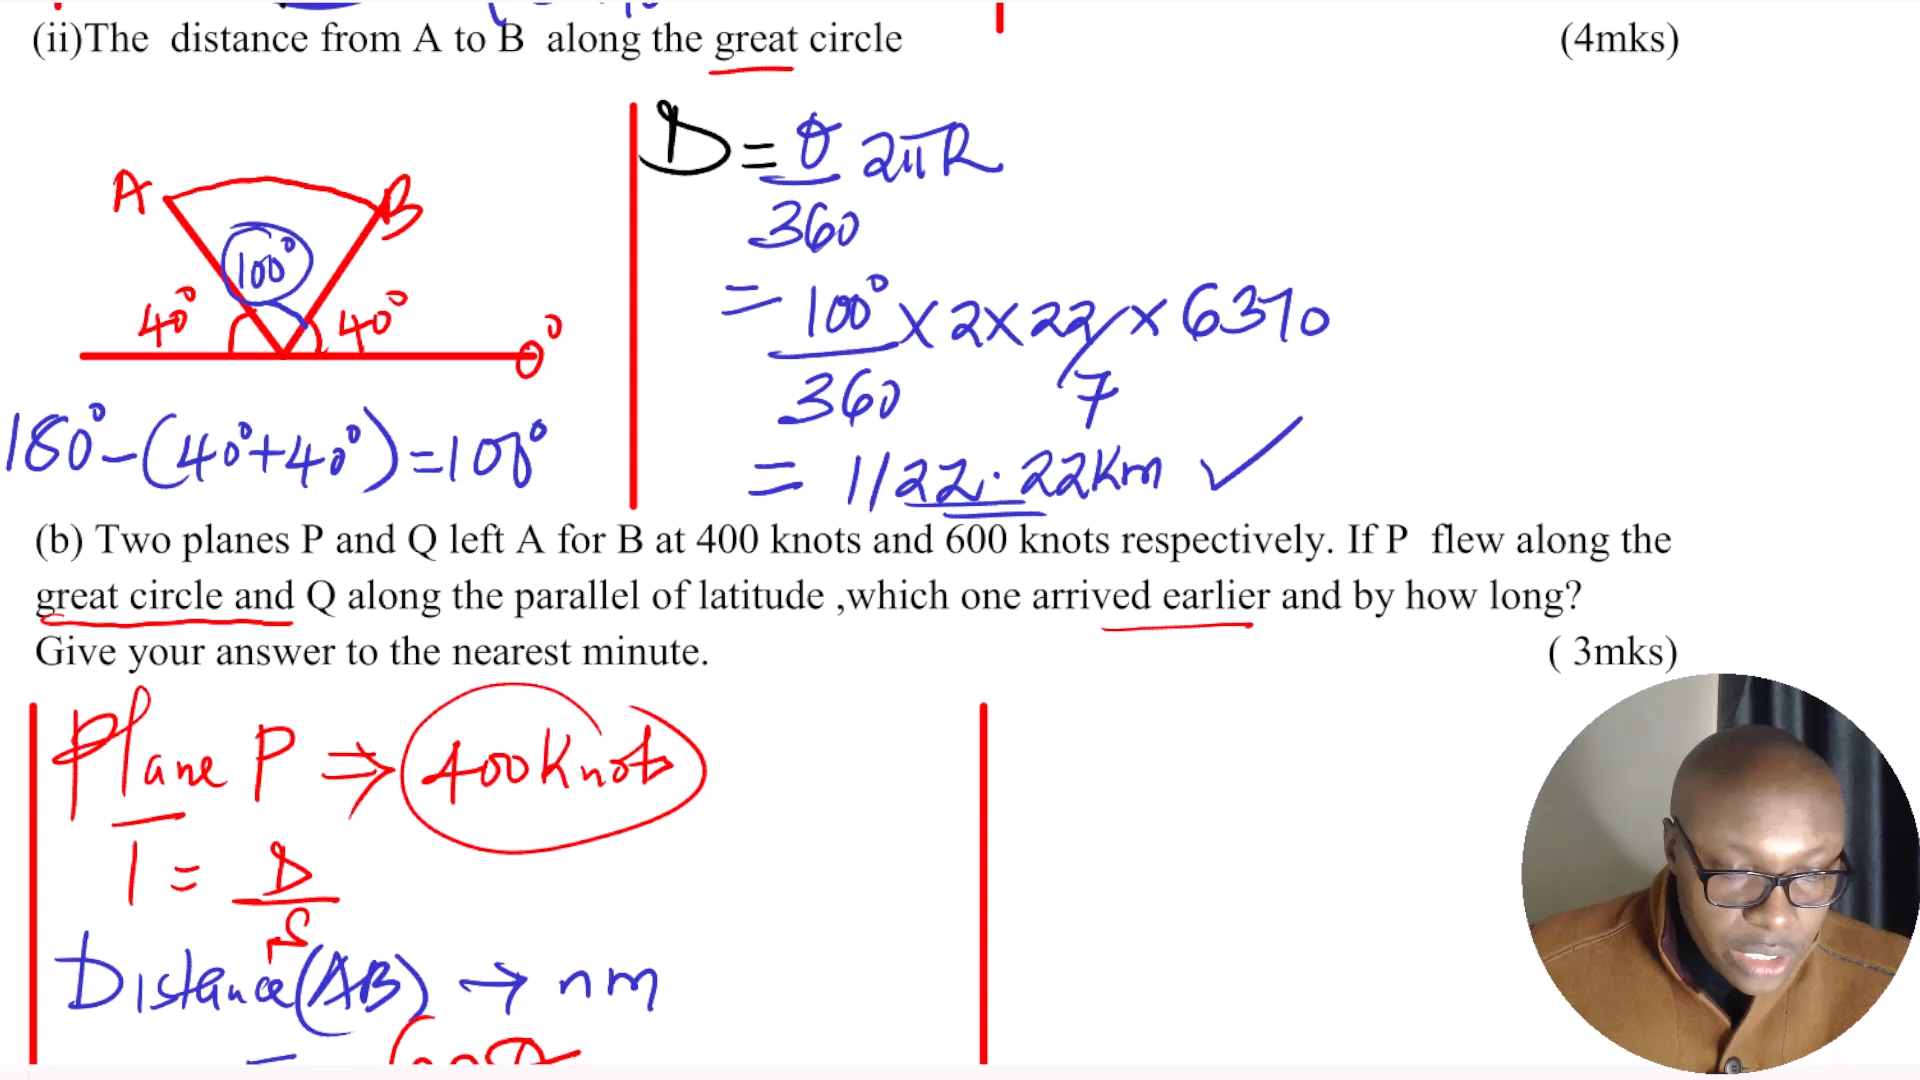 (ii)The distance from A to B along the great circle (4mks)
D = θ 2πR
360
A B
100°
40° 40° 0°
= 100° × 2 × 22/7 × 6370
360
180° - (40° + 40°) = 100°
= 11122.22Km ✓
(b) Two planes P and Q left A for B at 400 knots and 600 knots respectively. If P flew along the
great circle and Q along the parallel of latitude ,which one arrived earlier and by how long?
Give your answer to the nearest minute. ( 3mks)
Plane P ⇒ 400Knots
T = D
S
Distance(AB) → nm
=